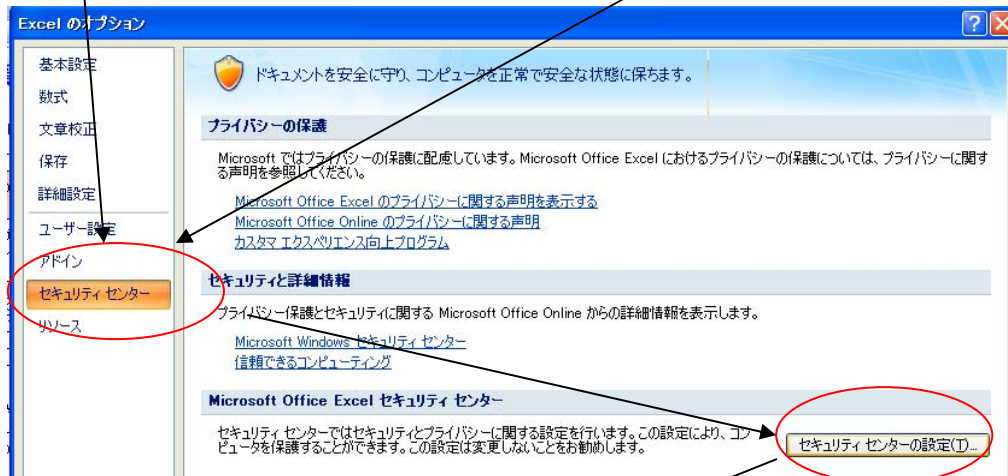 Excel のオプション
基本設定
数式
文章校正
保存
詳細設定
ユーザー設定
アドイン
セキュリティ センター
リソース
ドキュメントを安全に守り、コンピュータを正常で安全な状態に保ちます。
プライバシーの保護
Microsoft ではプライバシーの保護に配慮しています。Microsoft Office Excel におけるプライバシーの保護については、プライバシーに関す
る声明を参照してください。
Microsoft Office Excel のプライバシーに関する声明を表示する
Microsoft Office Online のプライバシーに関する声明
カスタマ エクスペリエンス向上プログラム
セキュリティと詳細情報
プライバシー保護とセキュリティに関する Microsoft Office Online からの詳細情報を表示します。
Microsoft Windows セキュリティ センター
信頼できるコンピューティング
Microsoft Office Excel セキュリティ センター
セキュリティ センターではセキュリティとプライバシーに関する設定を行います。この設定により、コン
ピュータを保護することができます。この設定は変更しないことをお勧めします。
セキュリティ センターの設定(T)...